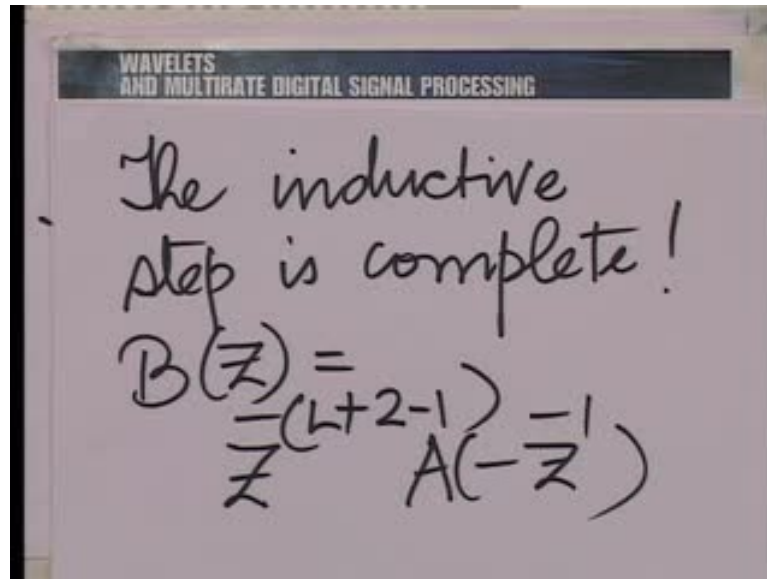 WAVELETS
AND MULTIRATE DIGITAL SIGNAL PROCESSING
The inductive
step is complete!
B(Z) =
Z^-(L+2-1) A(-Z^-1)